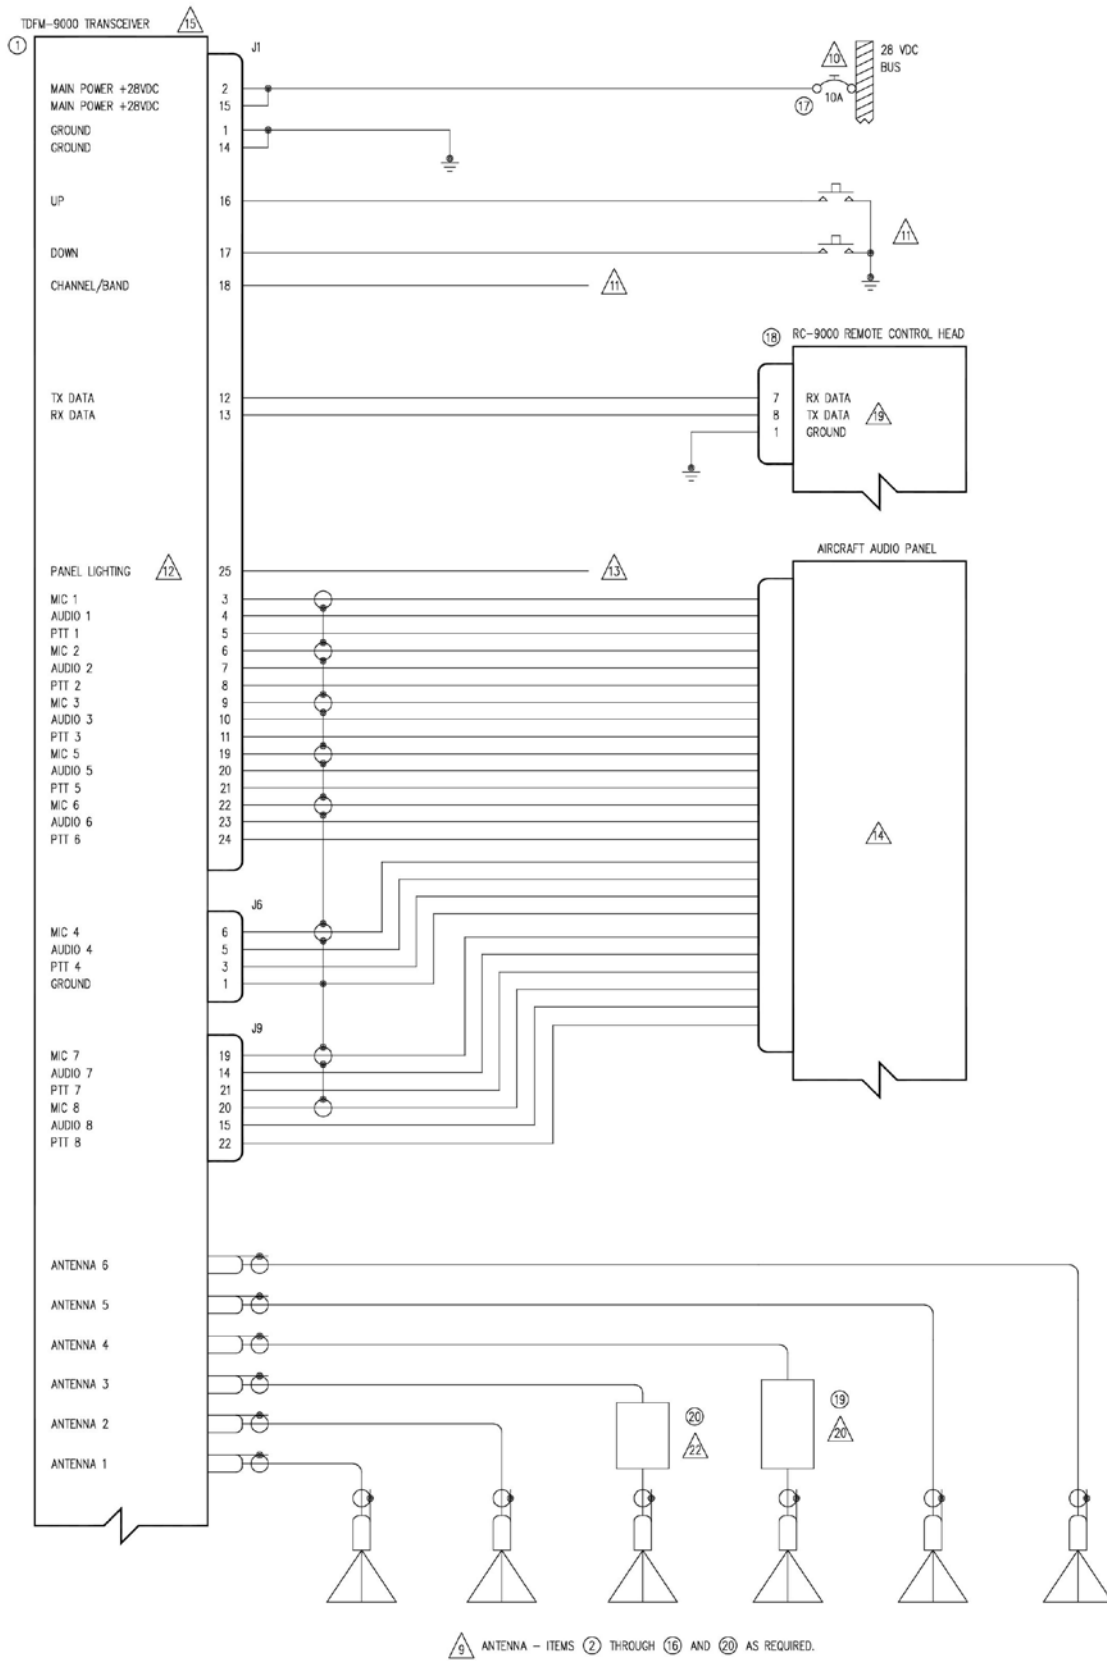 TDFM-9000 TRANSCEIVER 15
1
J1
MAIN POWER +28VDC 2
MAIN POWER +28VDC 15
GROUND 1
GROUND 14
10
28 VDC
BUS
17 10A
UP 16
DOWN 17
11
CHANNEL/BAND 18 11
18 RC-9000 REMOTE CONTROL HEAD
TX DATA 12 7 RX DATA
RX DATA 13 8 TX DATA 19
1 GROUND
AIRCRAFT AUDIO PANEL
PANEL LIGHTING 12 25 13
MIC 1 3
AUDIO 1 4
PTT 1 5
MIC 2 6
AUDIO 2 7
PTT 2 8
MIC 3 9
AUDIO 3 10
PTT 3 11
MIC 5 19
AUDIO 5 20
PTT 5 21
MIC 6 22
AUDIO 6 23
PTT 6 24
14
J6
MIC 4 6
AUDIO 4 5
PTT 4 3
GROUND 1
J9
MIC 7 19
AUDIO 7 14
PTT 7 21
MIC 8 20
AUDIO 8 15
PTT 8 22
ANTENNA 6
ANTENNA 5
ANTENNA 4
ANTENNA 3
19
20
20
22
ANTENNA 2
ANTENNA 1
9 ANTENNA - ITEMS 2 THROUGH 16 AND 20 AS REQUIRED.